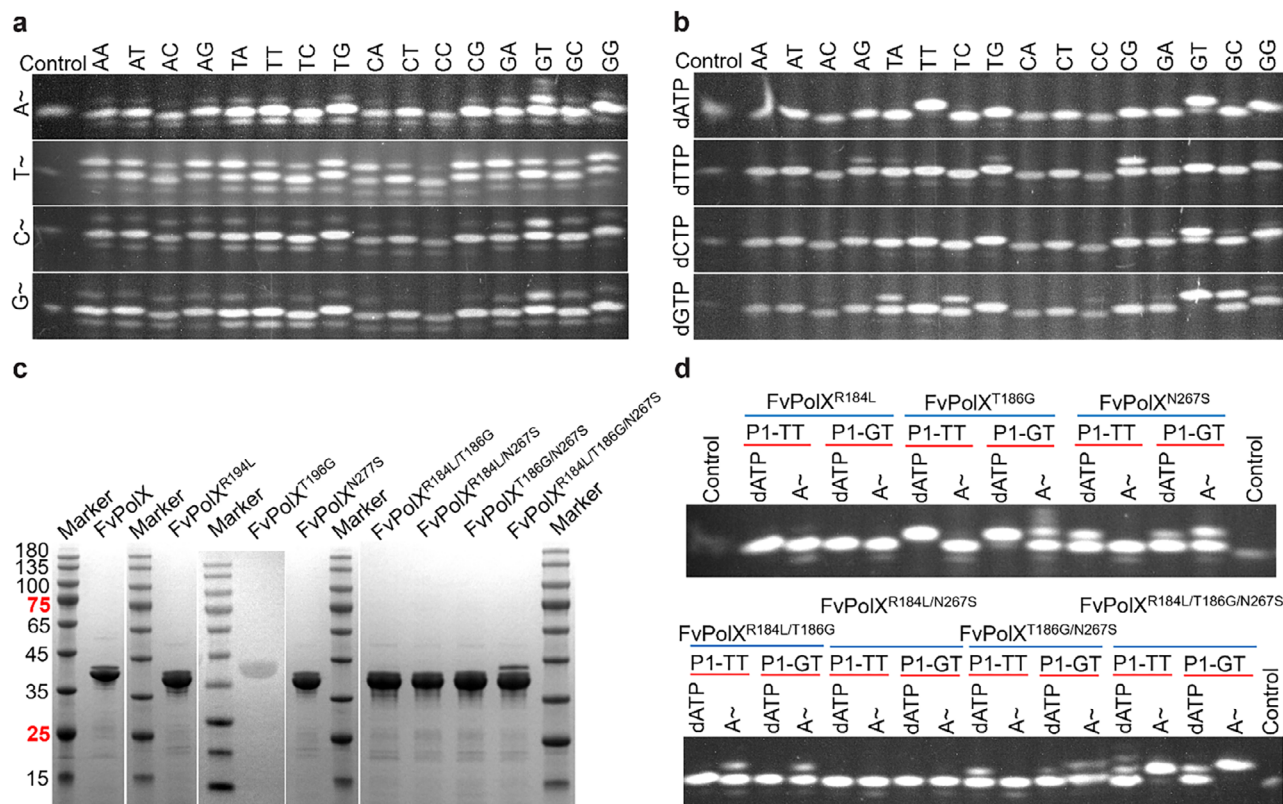 a
Control AA AT AC AG TA TT TC TG CA CT CC CG GA GT GC GG
A~
T~
C~
G~
b
Control AA AT AC AG TA TT TC TG CA CT CC CG GA GT GC GG
dATP
dTTP
dCTP
dGTP
c
Marker FvPolX Marker FvPolX^R194L Marker FvPolX^T196G FvPolX^N277S Marker FvPolX^R184L/T186G FvPolX^R184L/N267S FvPolX^T186G/N267S FvPolX^R184L/T186G/N267S Marker
180
135
100
75
65
45
35
25
15
d
FvPolX^R184L FvPolX^T186G FvPolX^N267S
P1-TT P1-GT P1-TT P1-GT P1-TT P1-GT
Control dATP A~ dATP A~ dATP A~ dATP A~ dATP A~ dATP A~ Control
FvPolX^R184L/N267S FvPolX^R184L/T186G/N267S
FvPolX^R184L/T186G FvPolX^T186G/N267S
P1-TT P1-GT P1-TT P1-GT P1-TT P1-GT P1-TT P1-GT
dATP A~ dATP A~ dATP A~ dATP A~ dATP A~ dATP A~ dATP A~ dATP A~ Control